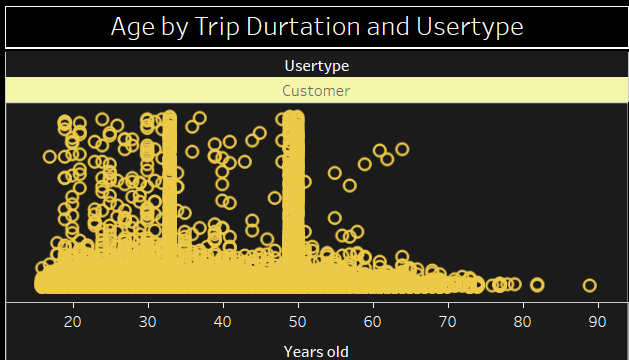 Age by Trip Durtation and Usertype
Usertype
Customer
20 30 40 50 60 70 80 90
Years old